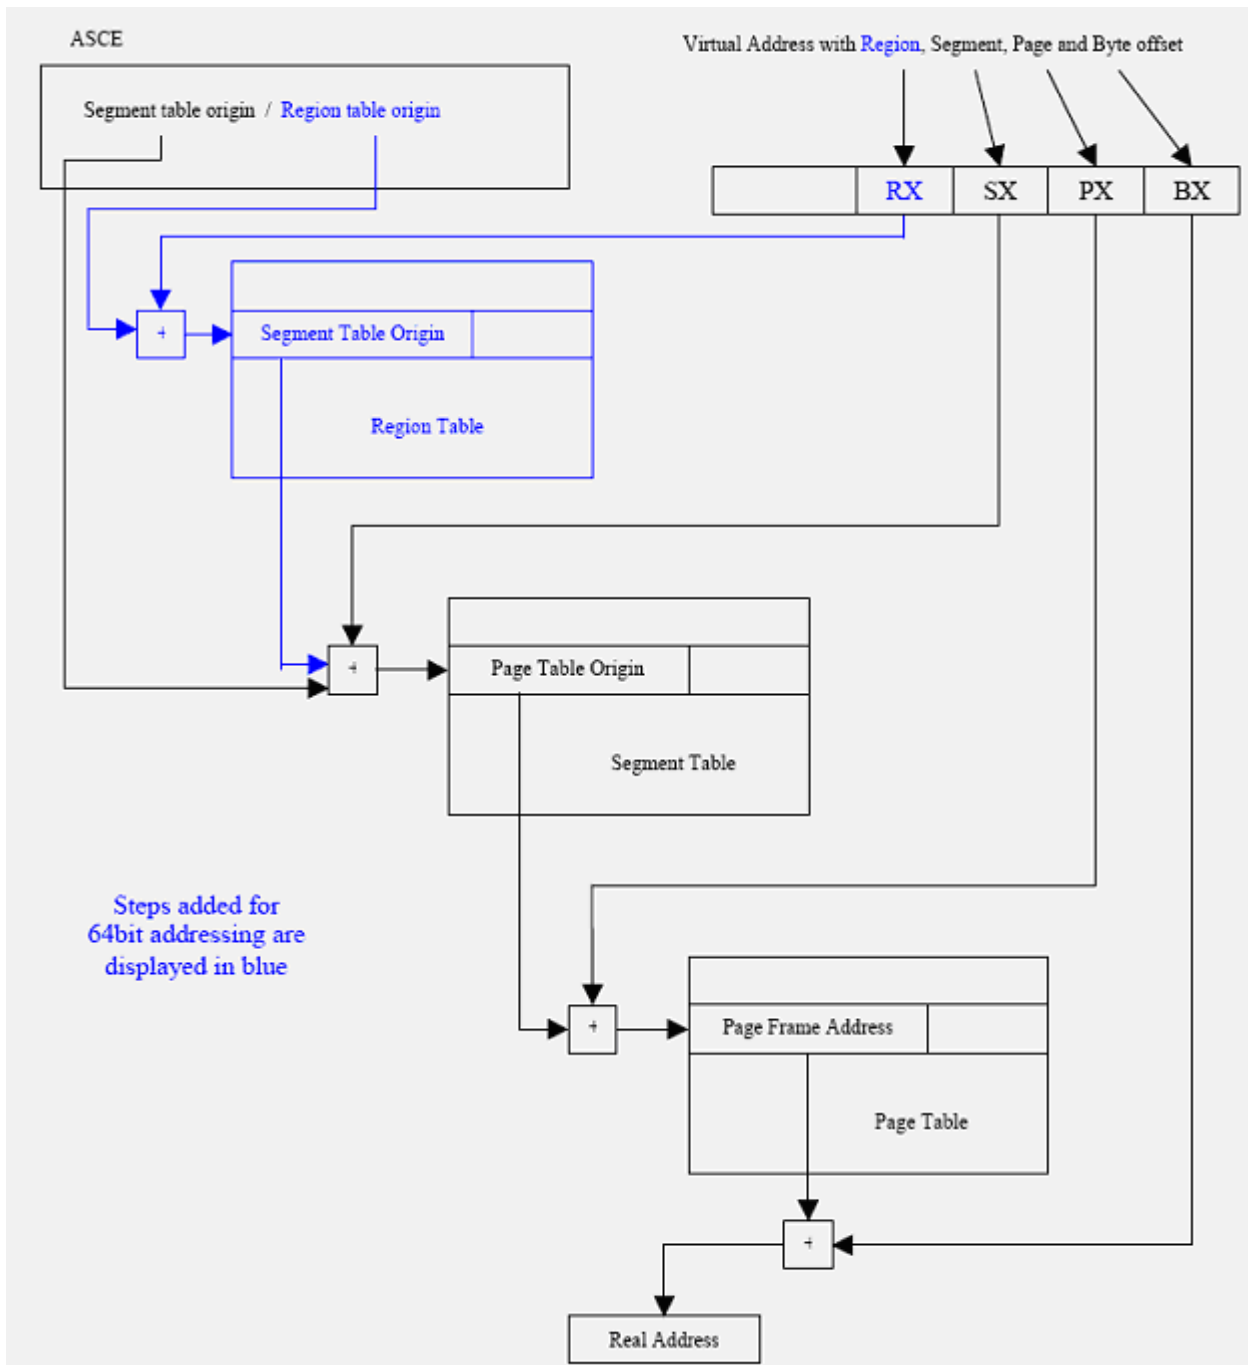 ASCE
Virtual Address with Region, Segment, Page and Byte offset
Segment table origin / Region table origin
RX SX PX BX
+
Segment Table Origin
Region Table
+
Page Table Origin
Segment Table
Steps added for
64bit addressing are
displayed in blue
+
Page Frame Address
Page Table
+
Real Address